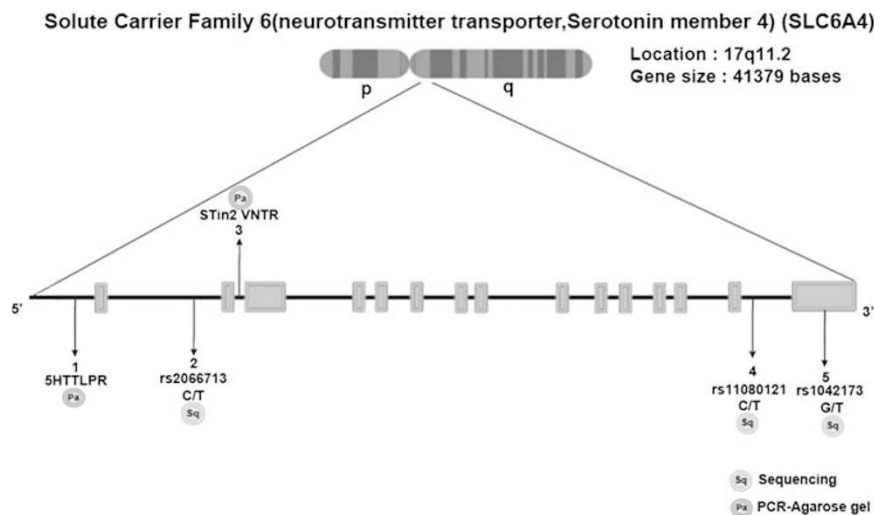 Solute Carrier Family 6(neurotransmitter transporter,Serotonin member 4) (SLC6A4)
Location : 17q11.2
Gene size : 41379 bases
p
q
Pa
STin2 VNTR
3
5'
3'
1
5HTTLPR
Pa
2
rs2066713
C/T
Sq
4
rs11080121
C/T
Sq
5
rs1042173
G/T
Sq
Sq Sequencing
Pa PCR-Agarose gel